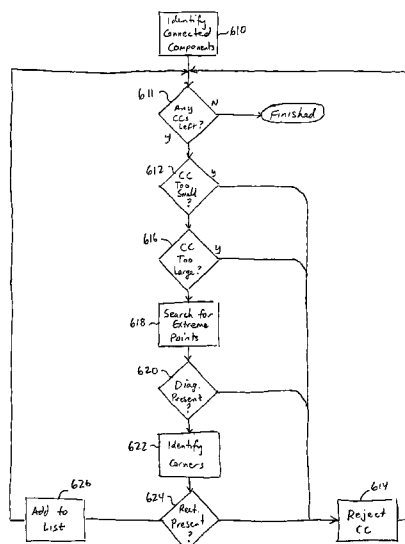 Identify
Connected
Components
610
611
Any
CCs
Left?
N
Finished
y
612
CC
Too
Small
?
y
616
CC
Too
Large?
y
618
Search for
Extreme
Points
620
Diag.
Present
?
622
Identify
Corners
626
Add to
List
624
Rect.
Present
?
614
Reject
CC